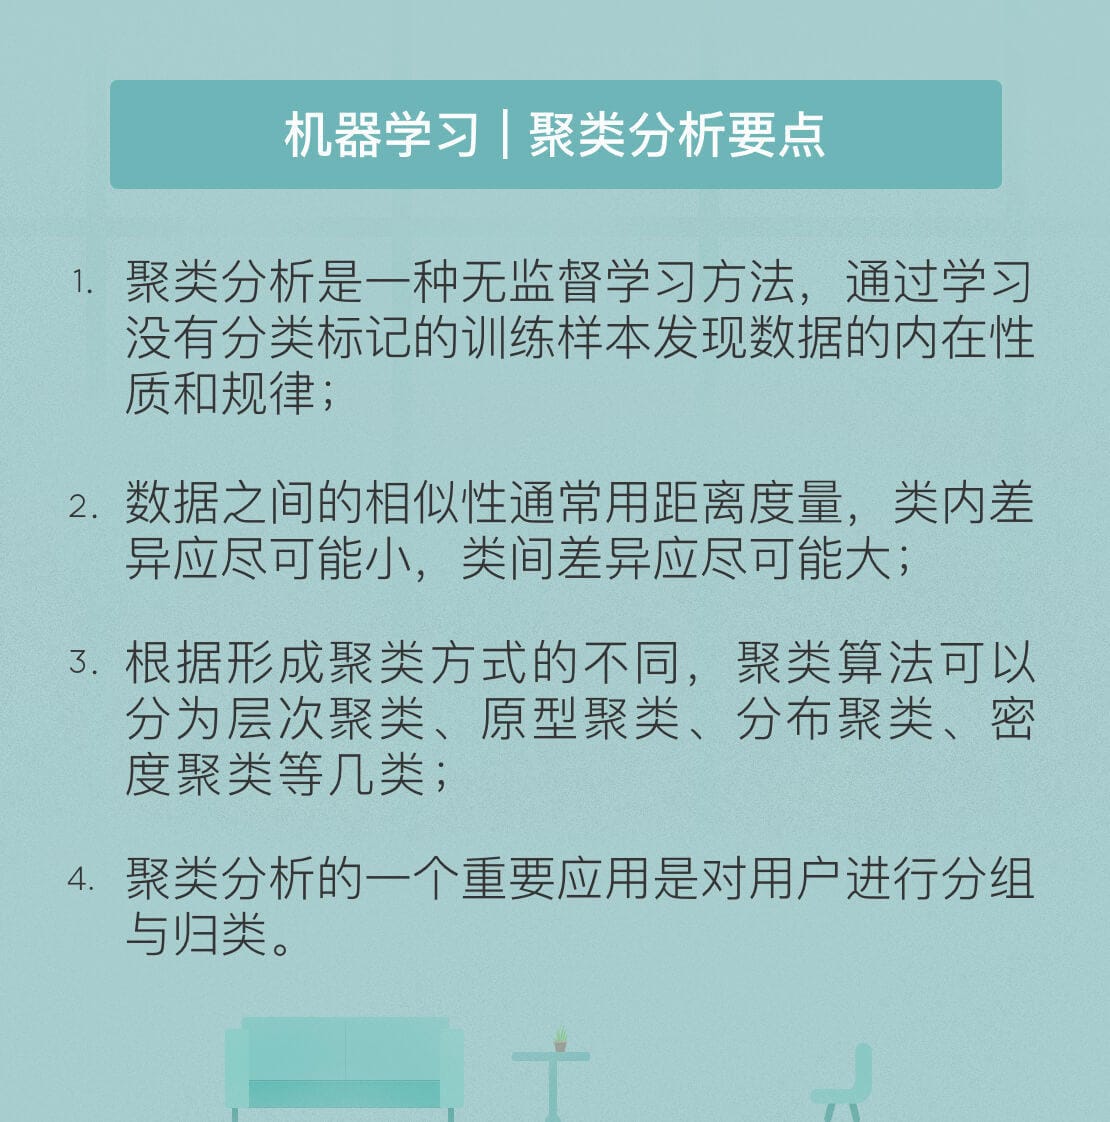 机器学习 | 聚类分析要点
1. 聚类分析是一种无监督学习方法，通过学习
没有分类标记的训练样本发现数据的内在性
质和规律；
2. 数据之间的相似性通常用距离度量，类内差
异应尽可能小，类间差异应尽可能大；
3. 根据形成聚类方式的不同，聚类算法可以
分为层次聚类、原型聚类、分布聚类、密
度聚类等几类；
4. 聚类分析的一个重要应用是对用户进行分组
与归类。